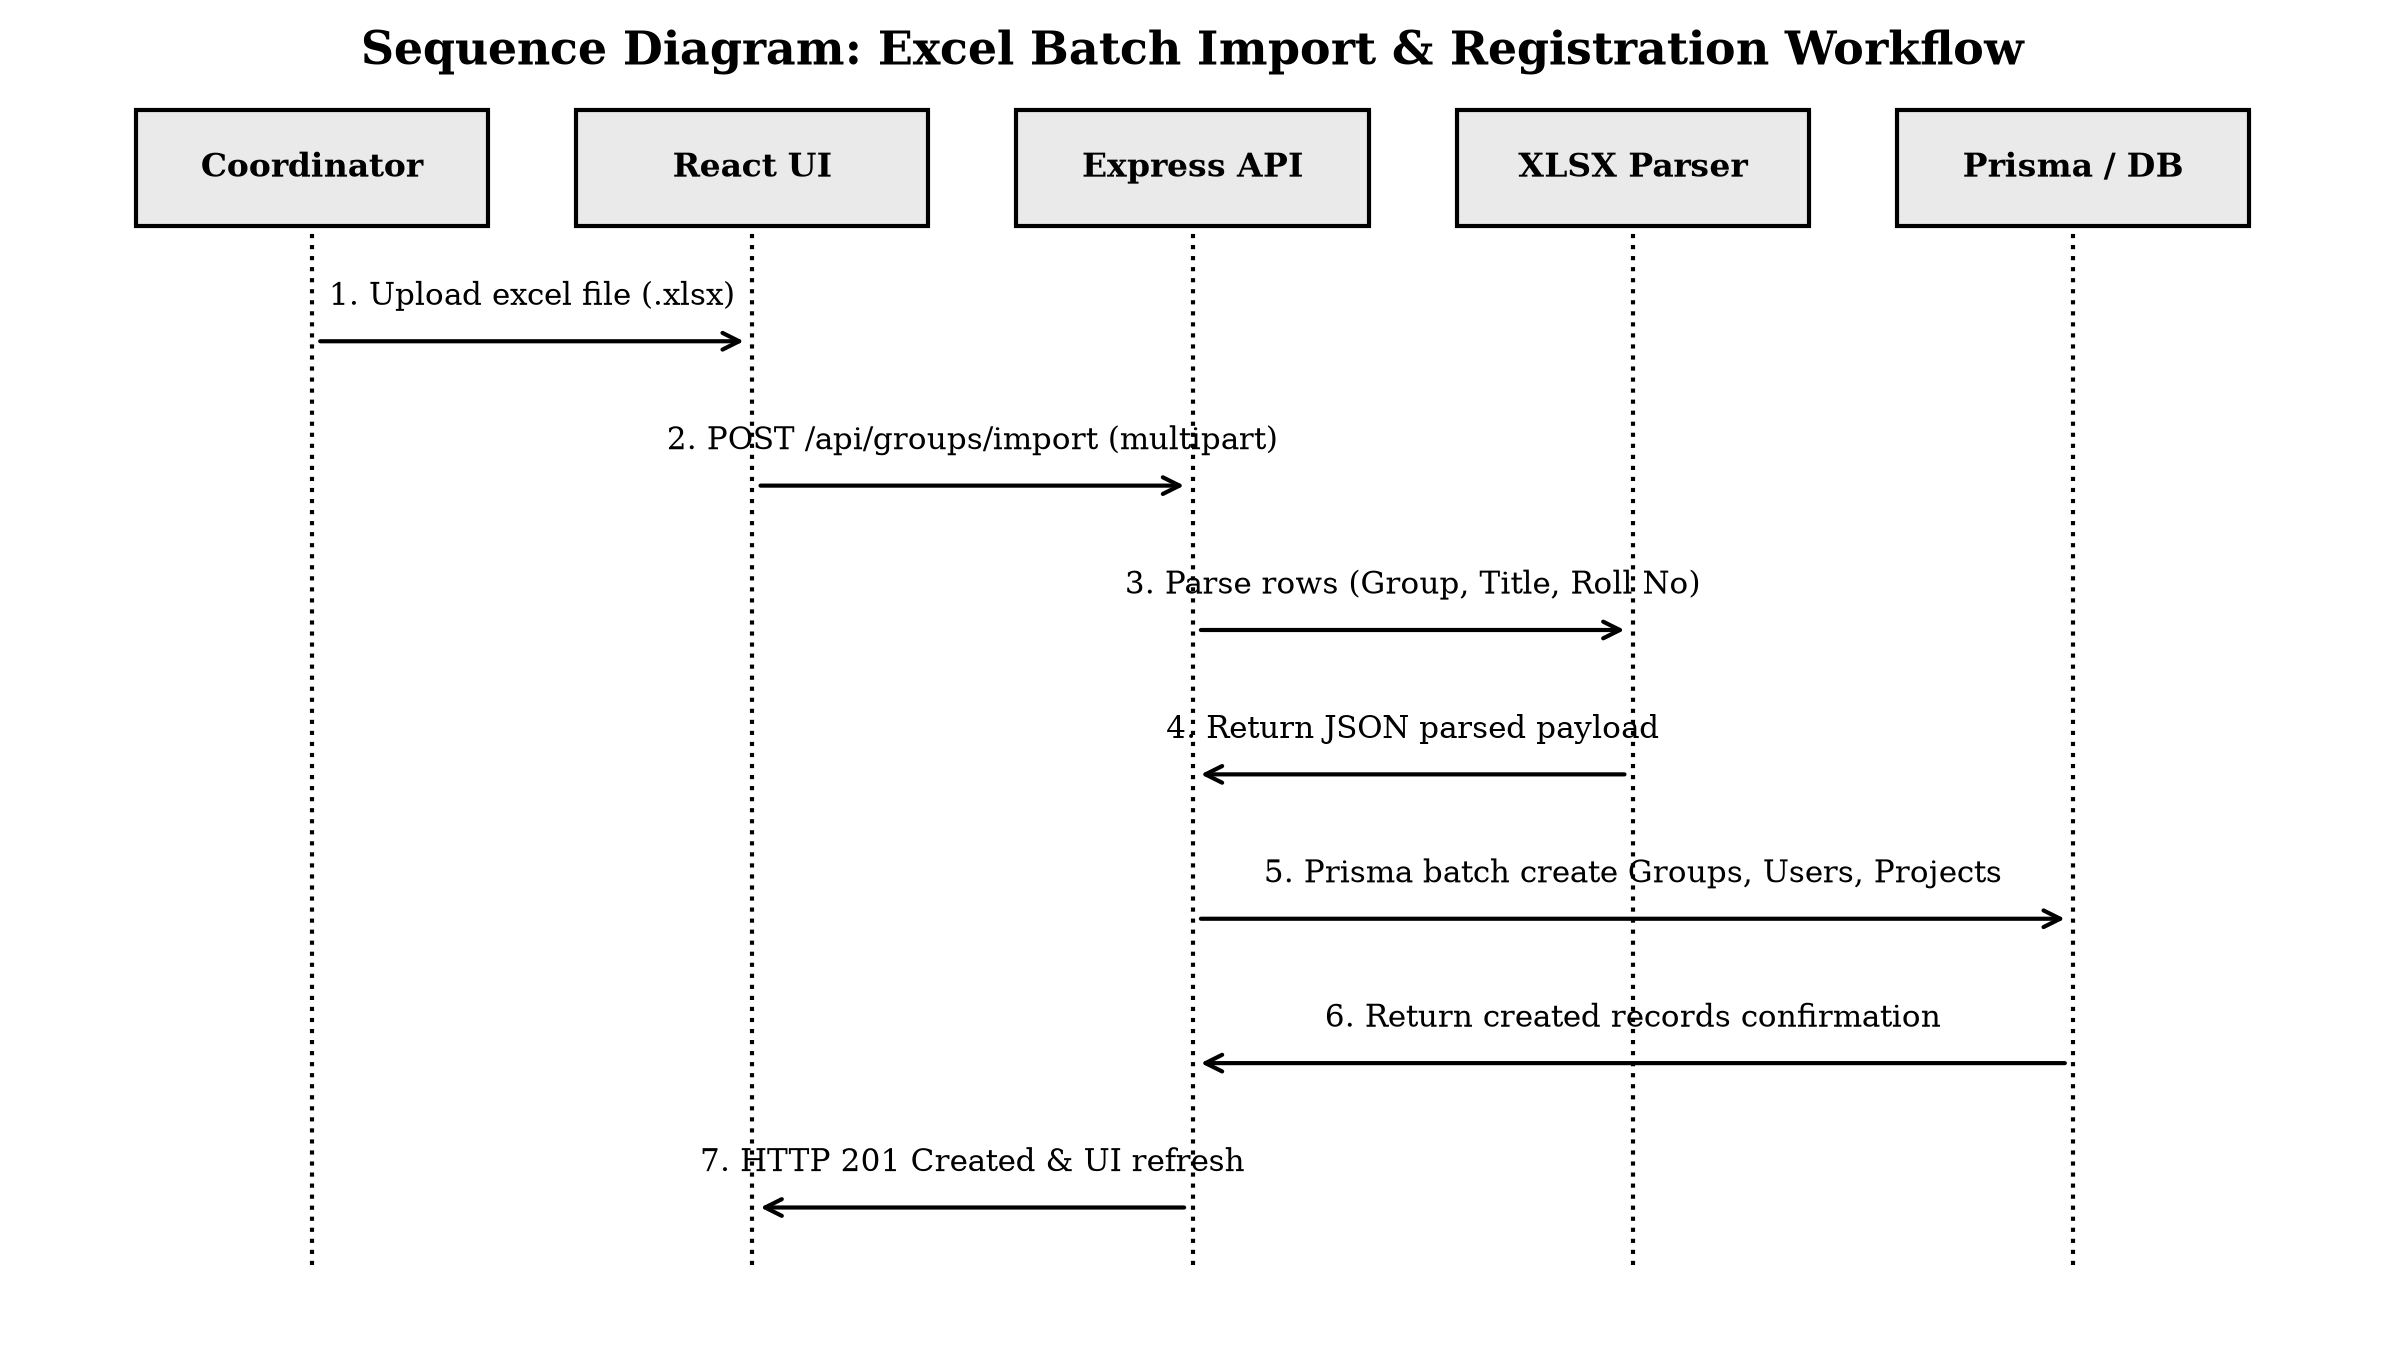 Sequence Diagram: Excel Batch Import & Registration Workflow
Coordinator
React UI
Express API
XLSX Parser
Prisma / DB
1. Upload excel file (.xlsx)
2. POST /api/groups/import (multipart)
3. Parse rows (Group, Title, Roll No)
4. Return JSON parsed payload
5. Prisma batch create Groups, Users, Projects
6. Return created records confirmation
7. HTTP 201 Created & UI refresh